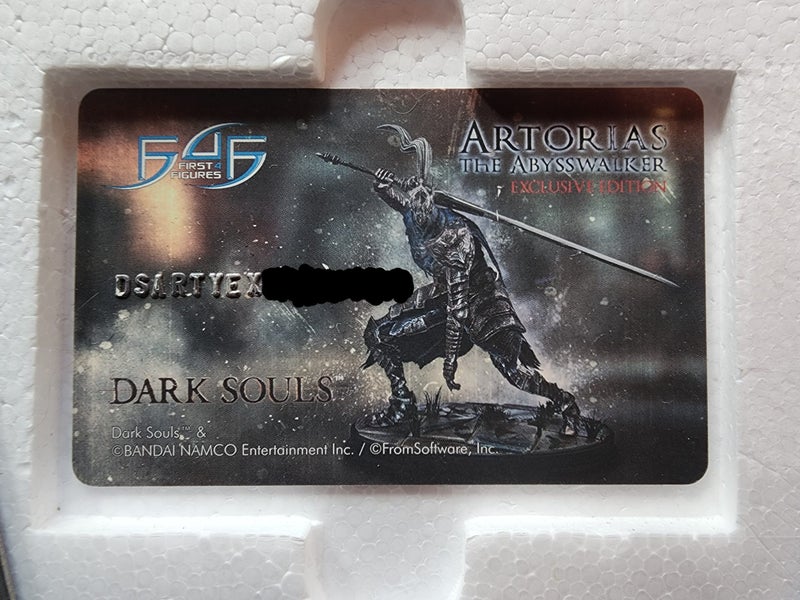 F4F
FIRST 4
FIGURES
ARTORIAS
THE ABYSSWALKER
EXCLUSIVE EDITION
DSARTYEX
DARK SOULS
Dark Souls™ &
©BANDAI NAMCO Entertainment Inc. / ©FromSoftware, Inc.